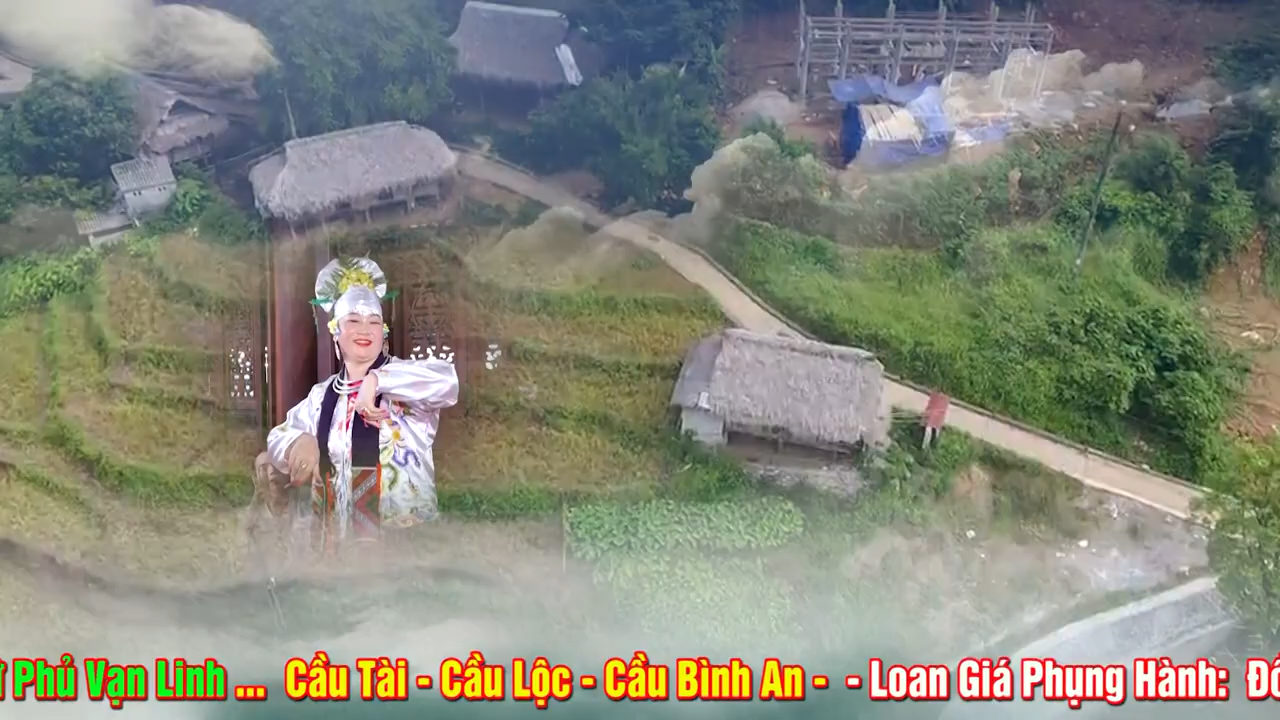 Phủ Vạn Linh ... Cầu Tài - Cầu Lộc - Cầu Bình An - - Loan Giá Phụng Hành: